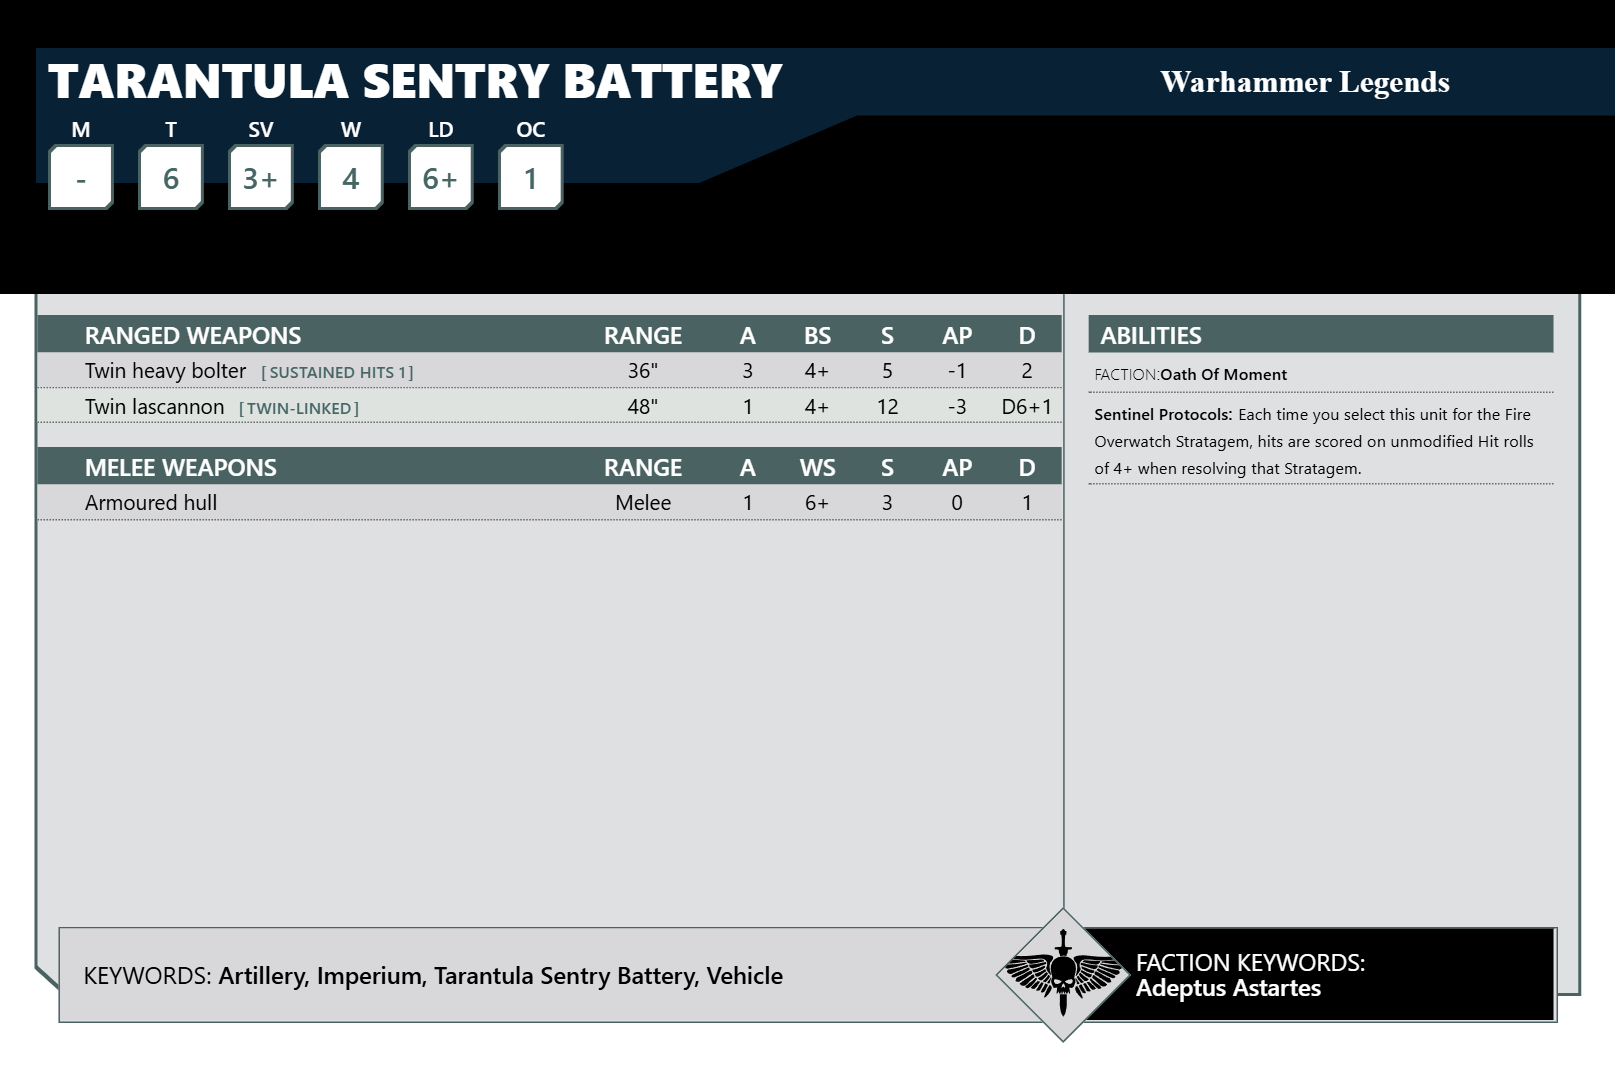 TARANTULA SENTRY BATTERY
Warhammer Legends
M T SV W LD OC
- 6 3+ 4 6+ 1
RANGED WEAPONS RANGE A BS S AP D
Twin heavy bolter [SUSTAINED HITS 1] 36" 3 4+ 5 -1 2
Twin lascannon [TWIN-LINKED] 48" 1 4+ 12 -3 D6+1
MELEE WEAPONS RANGE A WS S AP D
Armoured hull Melee 1 6+ 3 0 1
ABILITIES
FACTION:Oath Of Moment
Sentinel Protocols: Each time you select this unit for the Fire
Overwatch Stratagem, hits are scored on unmodified Hit rolls
of 4+ when resolving that Stratagem.
KEYWORDS: Artillery, Imperium, Tarantula Sentry Battery, Vehicle
FACTION KEYWORDS:
Adeptus Astartes